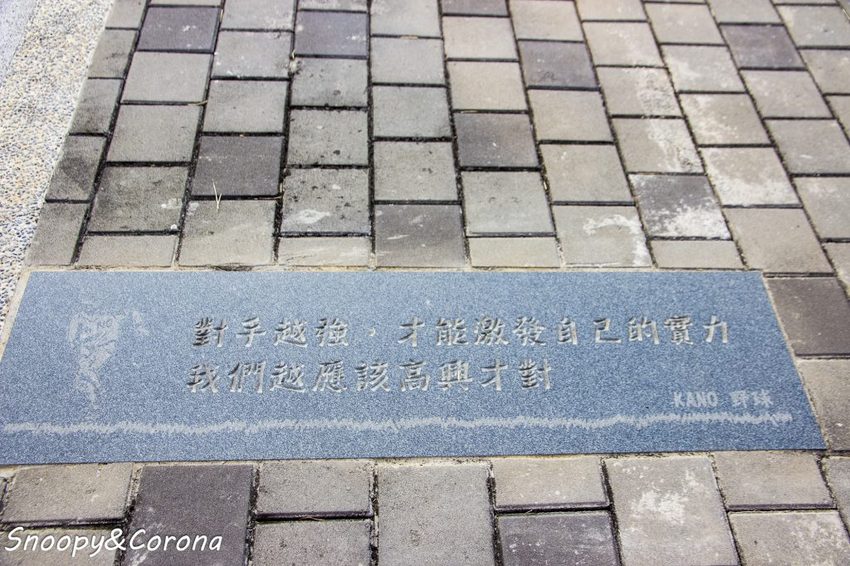 對手越強，才能激發自己的實力
我們越應該高興才對
KANO 野球
Snoopy&Corona